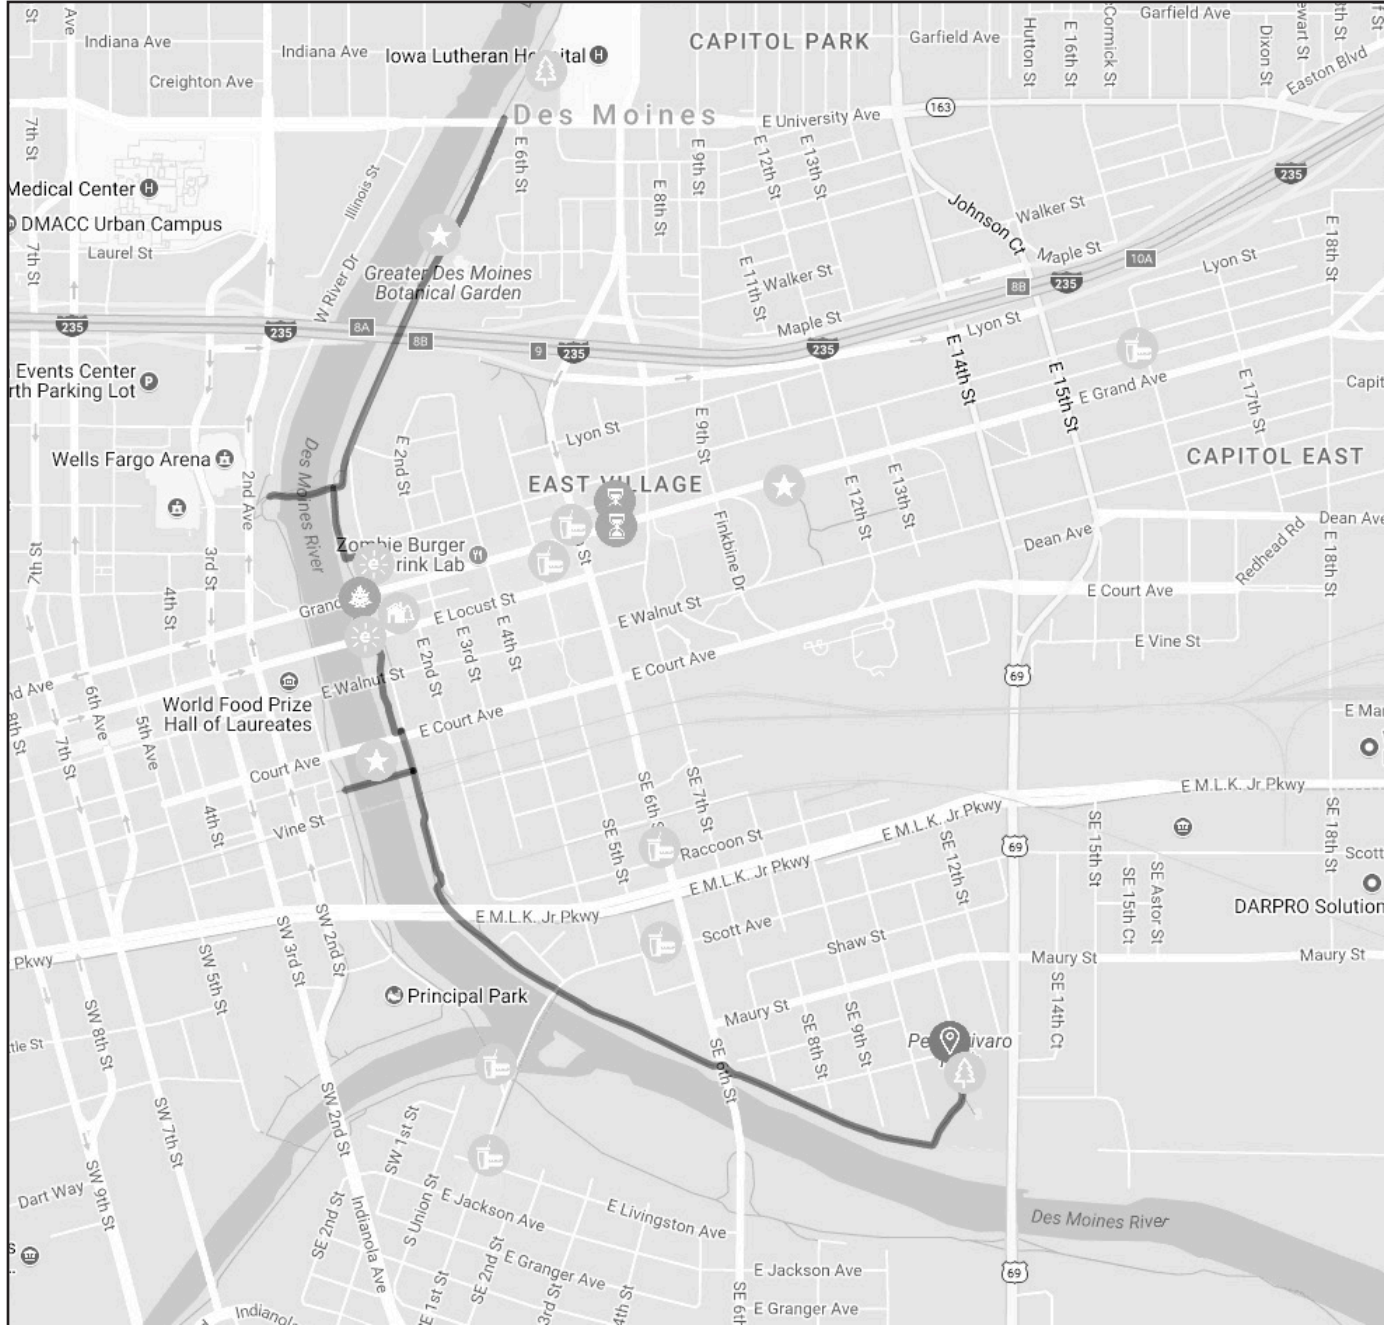 St
Ave
Indiana Ave
Indiana Ave
Creighton Ave
Iowa Lutheran
H
CAPITOL PARK
Garfield Ave
Garfield Ave
Hutton St
E 16th St
Dixon St
Easton Blvd
Des Moines
E University Ave
163
7th St
Illinois St
E 6th St
E 8th St
E 9th St
E 12th St
E 13th St
235
Medical Center
H
DMACC Urban Campus
7th St
Laurel St
Johnson Ct
Walker St
Maple St
10A
Lyon St
E 18th St
W River Dr
Greater Des Moines
Botanical Garden
E 11th St
Walker St
8B
235
Maple St
Lyon St
235
235
8A
8B
9
235
235
Events Center
rth Parking Lot
P
E 14th St
E 15th St
E Grand Ave
E 17th St
Capit
Wells Fargo Arena
2nd Ave
Des Moines River
E 2nd St
Lyon St
E 9th St
EAST VILLAGE
CAPITOL EAST
E 12th St
E 13th St
Dean Ave
Dean Ave
Redhead Rd
E 18th St
7th St
3rd St
4th St
Zombie Burger
rink Lab
Finkbine Dr
Grand
E Locust St
E Walnut St
E Court Ave
E Court Ave
E Vine St
E 2nd St
E 3rd St
E 4th St
nd Ave
8th St
6th Ave
7th St
5th Ave
World Food Prize
Hall of Laureates
E Walnut St
E Court Ave
69
E Mar
Court Ave
Vine St
4th St
SE 5th St
SE 6th S
SE 7th St
Raccoon St
E M.L.K. Jr Pkwy
E M.L.K. Jr Pkwy
E M.L.K. Jr Pkwy
E M.L.K. Jr Pkwy
SE 12th St
69
SE 15th St
SE 15th Ct
SE Astor St
SE 18th St
Scott
DARPRO Solution
Pkwy
SW 5th St
SW 3rd St
SW 2nd St
Scott Ave
Shaw St
Maury St
Maury St
Maury St
SE 14th Ct
Principal Park
SW 8th St
SE 6th St
SE 8th St
SE 9th St
Pe
ivaro
SW 9th St
SW 7th St
SW 2nd St
Dart Way
SW 1st St
S Union St
SE 2nd St
Indianola Ave
E Jackson Ave
E Livingston Ave
Des Moines River
E Granger Ave
SE 2nd St
E Jackson Ave
E Granger Ave
69
SE 6th
Indianola